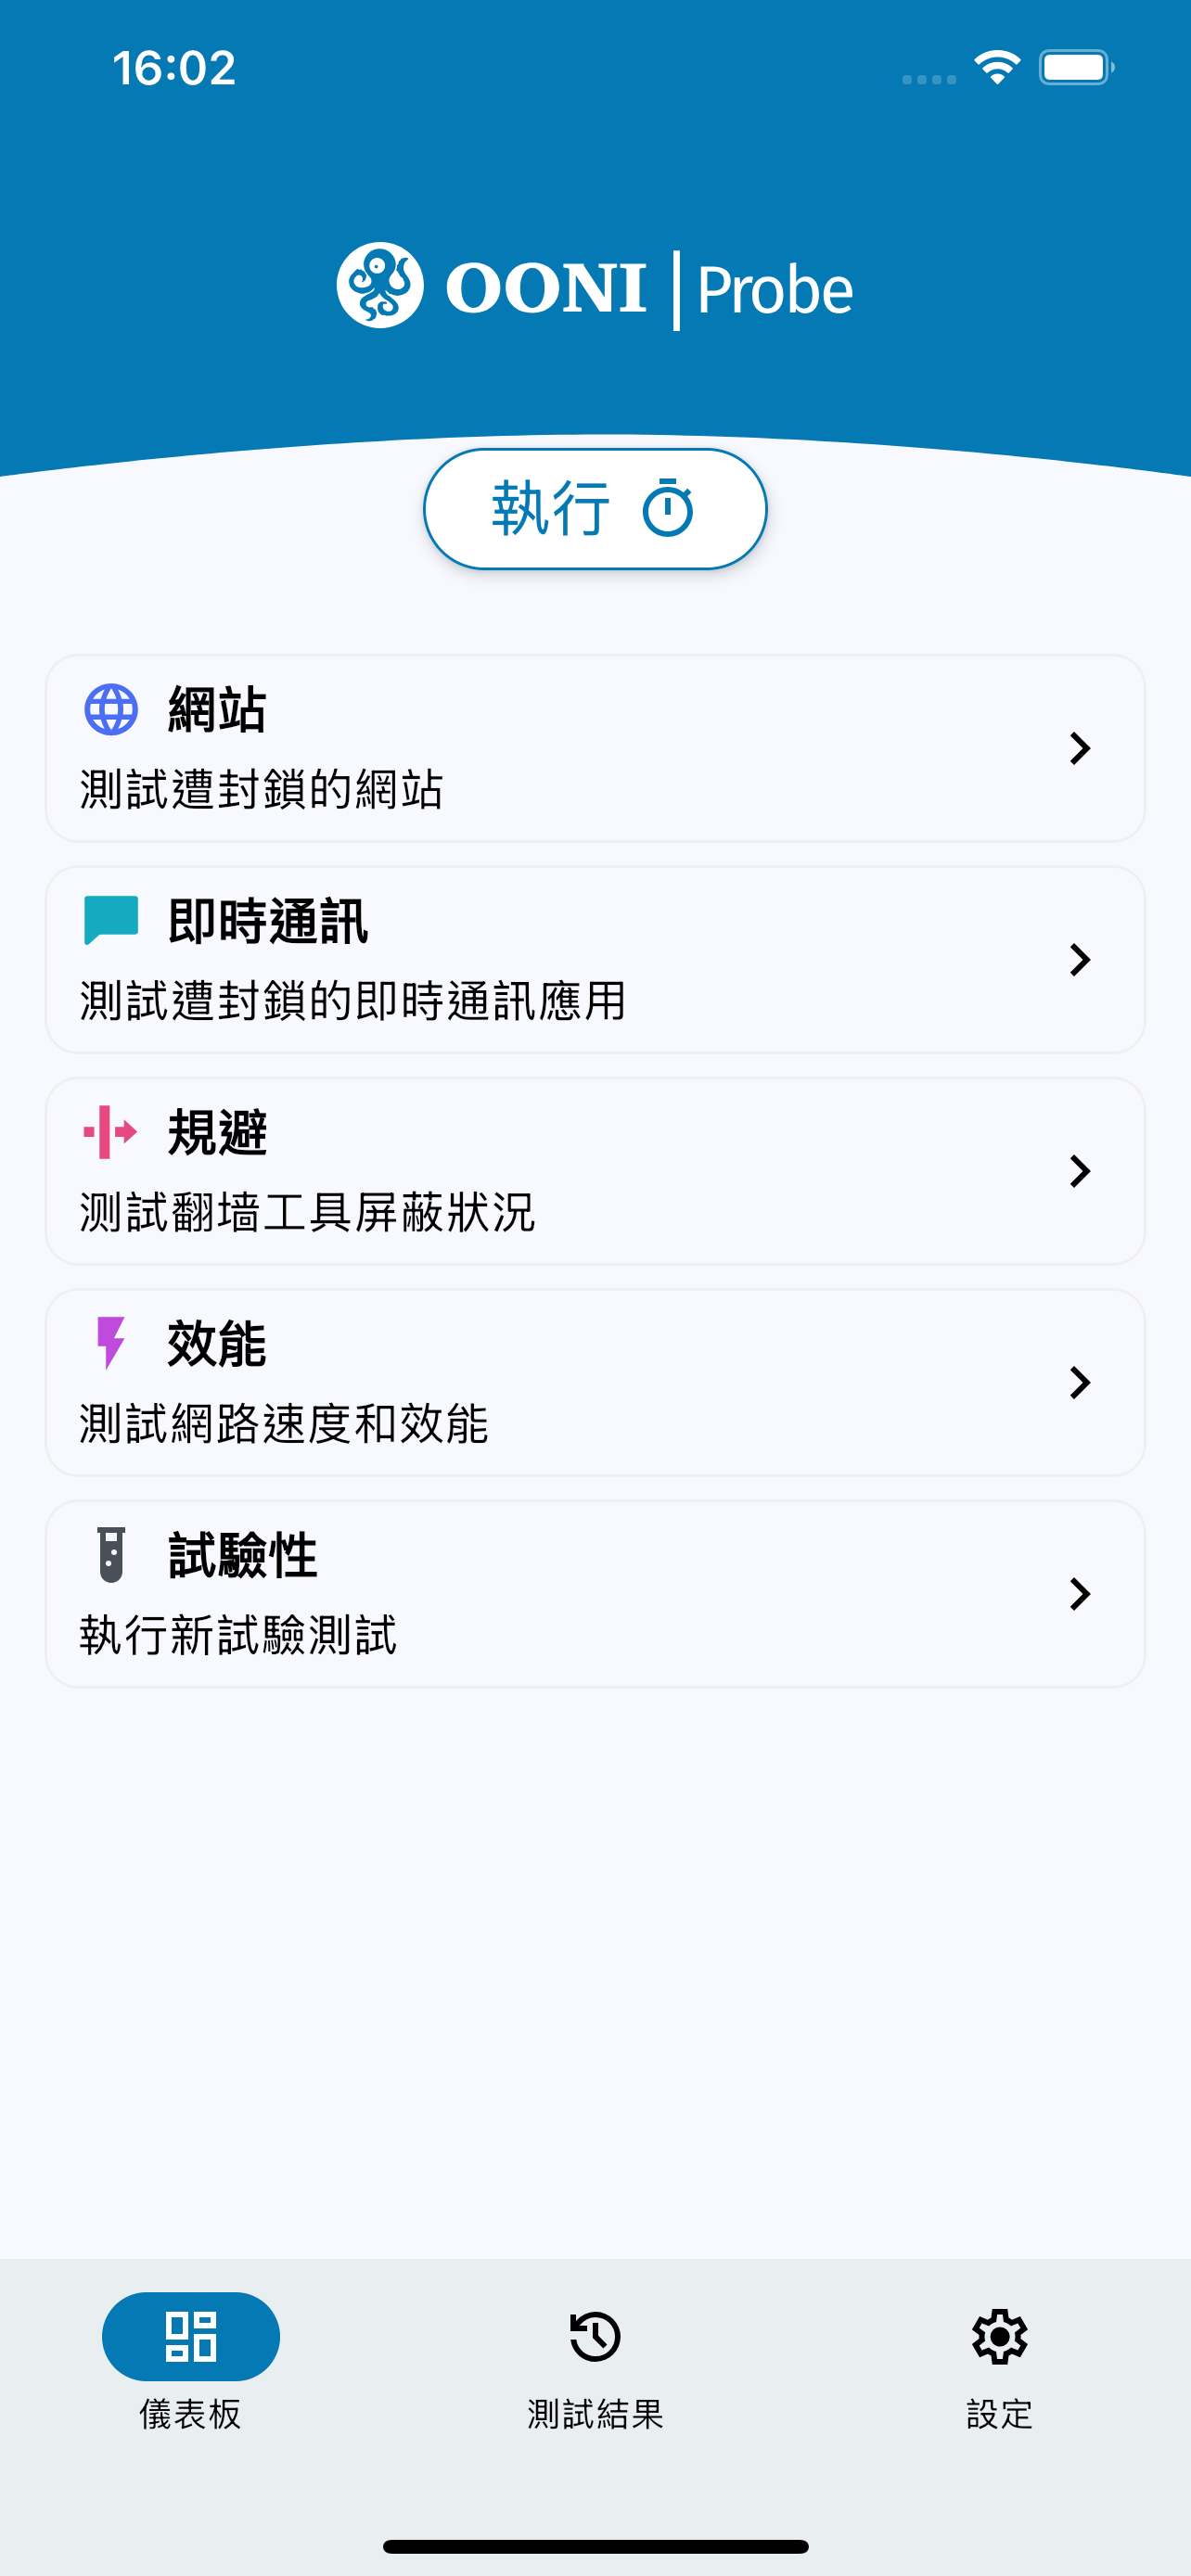 16:02
OONI | Probe
執行
網站
測試遭封鎖的網站
即時通訊
測試遭封鎖的即時通訊應用
規避
测試翻墙工具屏蔽狀況
效能
測試網路速度和效能
試驗性
執行新試驗測試
儀表板
測試結果
設定